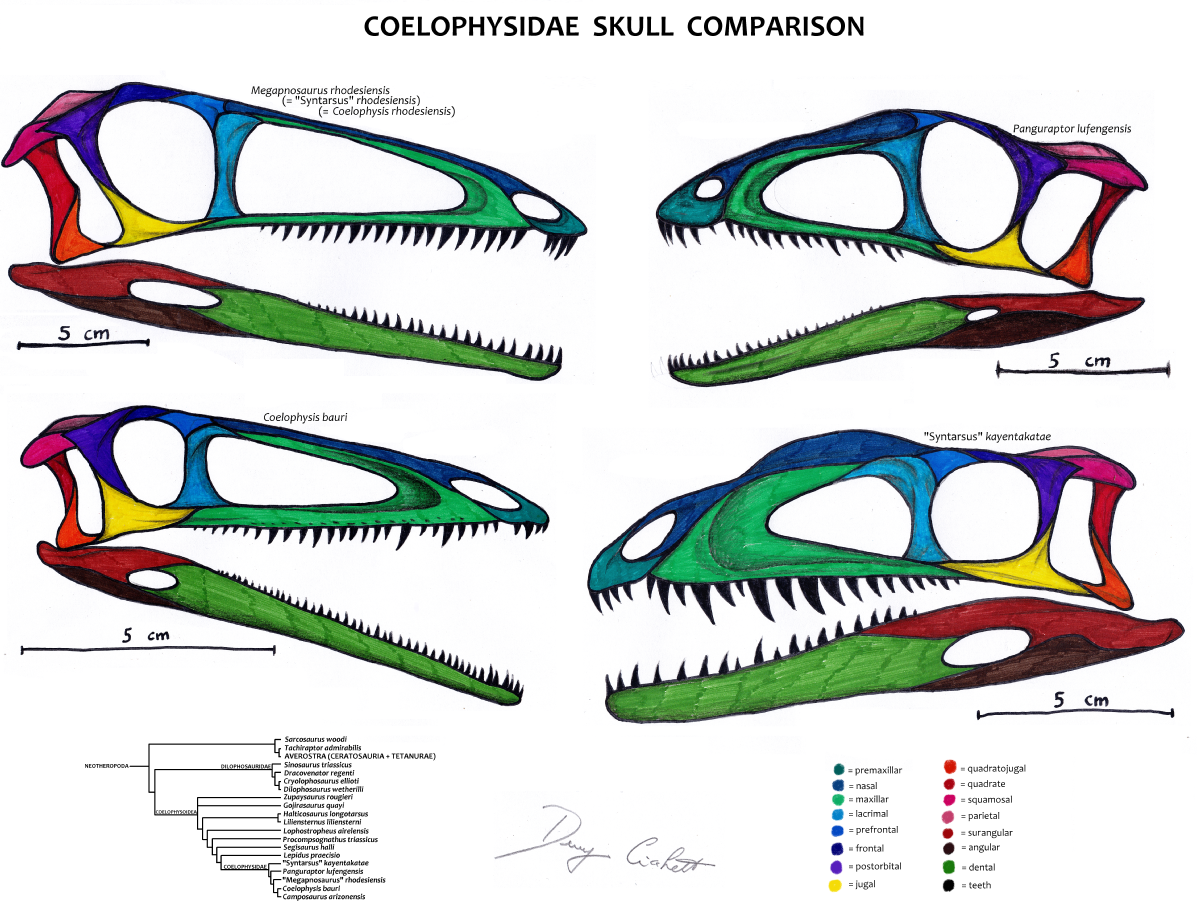 COELOPHYSIDAE SKULL COMPARISON
Megapnosaurus rhodesiensis
(= "Syntarsus" rhodesiensis)
(= Coelophysis rhodesiensis)
Panguraptor lufengensis
5 cm
5 cm
Coelophysis bauri
"Syntarsus" kayentakatae
5 cm
5 cm
Sarcosaurus woodi
Tachiraptor admirabilis
AVEROSTRA (CERATOSAURIA + TETANURAE)
NEOTHEROPODA
DILOPHOSAURIDAE
Sinosaurus triassicus
Dracovenator regenti
Cryolophosaurus ellioti
Dilophosaurus wetherilli
Zupaysaurus rougieri
COELOPHYSOIDEA
Gojirasaurus quayi
Halticosaurus longotarsus
Liliensternus liliensterni
Lophostropheus airelensis
Procompsognathus triassicus
Segisaurus halli
Lepidus praecisio
COELOPHYSIDAE
"Syntarsus" kayentakatae
Panguraptor lufengensis
"Megapnosaurus" rhodesiensis
Coelophysis bauri
Camposaurus arizonensis
= premaxillar
= nasal
= maxillar
= lacrimal
= prefrontal
= frontal
= postorbital
= jugal
= quadratojugal
= quadrate
= squamosal
= parietal
= surangular
= angular
= dental
= teeth